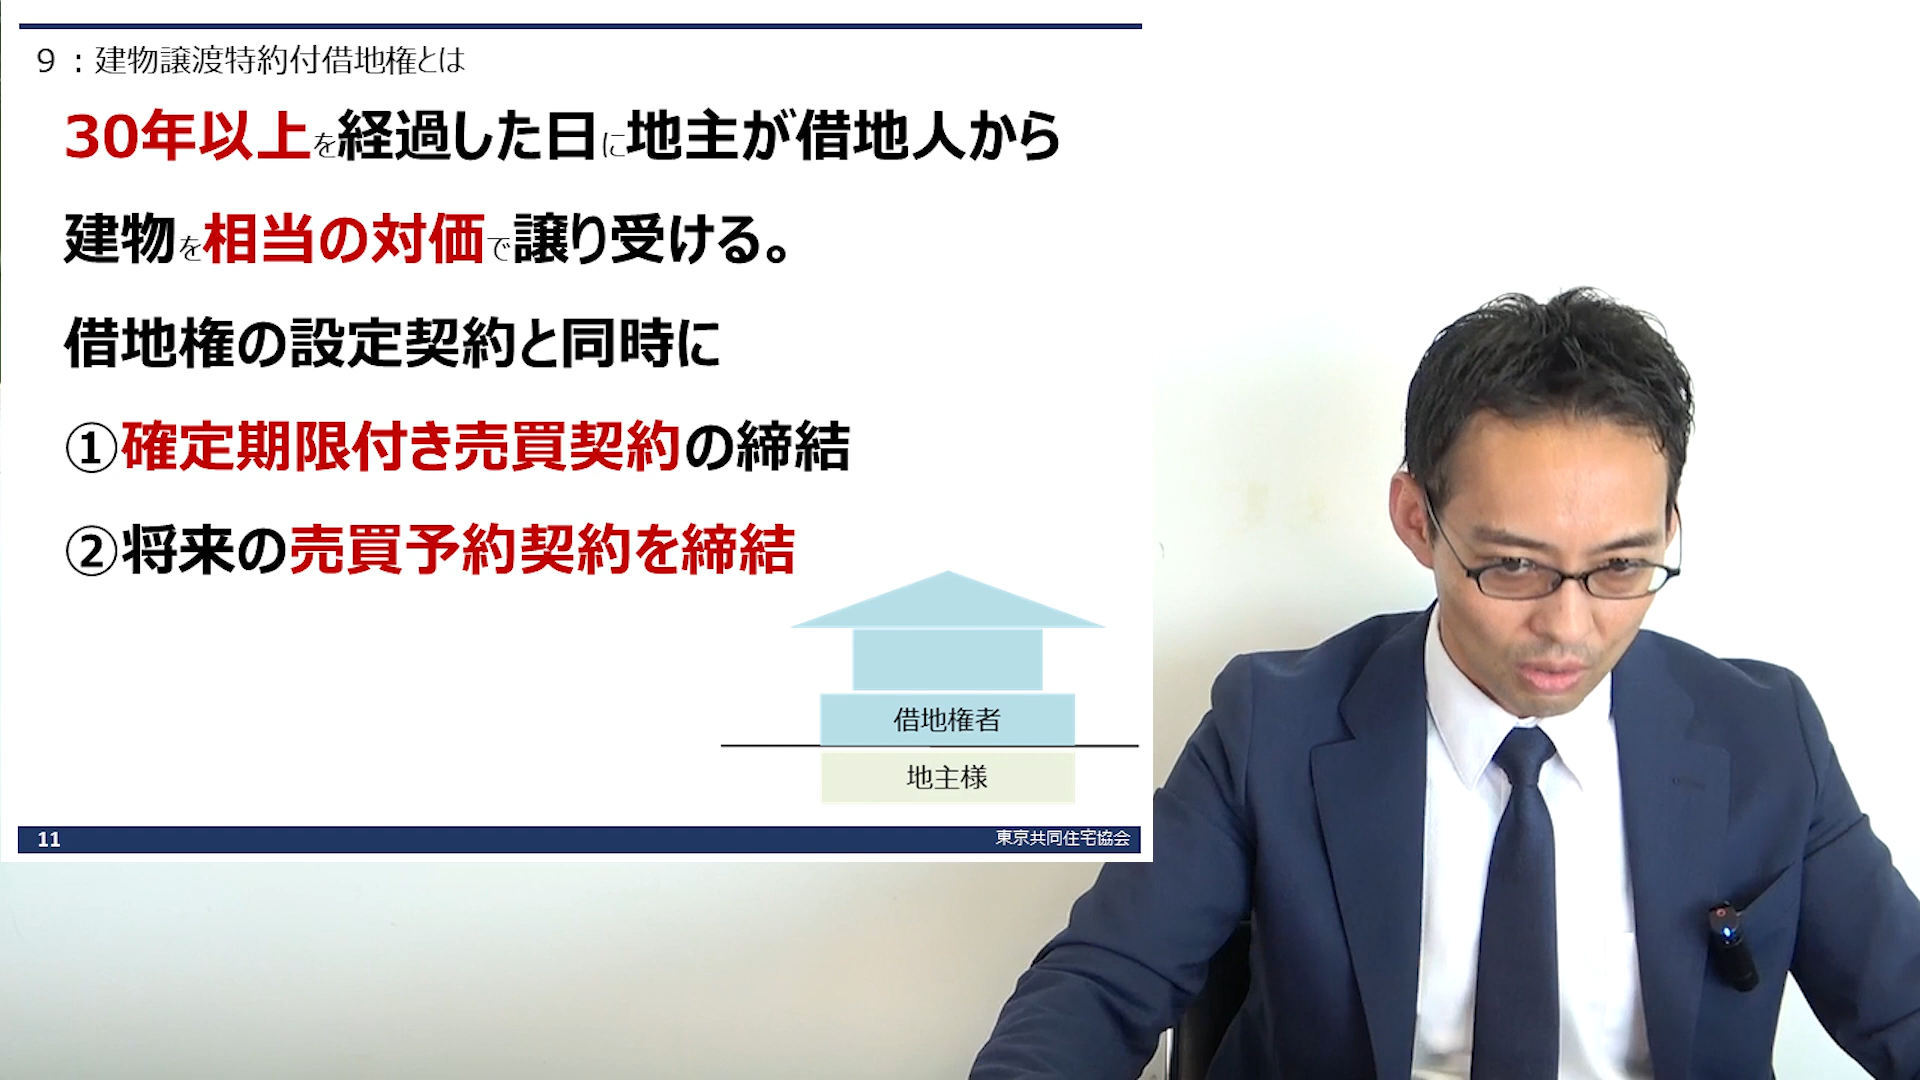 ９：建物譲渡特約付借地権とは
30年以上を経過した日に地主が借地人から
建物を相当の対価で譲り受ける。
借地権の設定契約と同時に
①確定期限付き売買契約の締結
②将来の売買予約契約を締結
借地権者
地主様
11
東京共同住宅協会